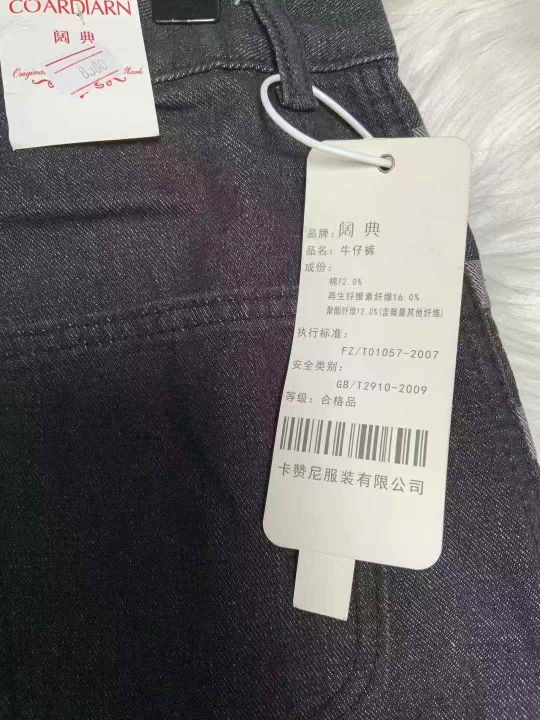 COARDIARN
阔典
Original Mark
品牌:阔 典
品名:牛仔裤
成份:
棉72.0%
再生纤维素纤维16.0%
聚酯纤维12.0%(含微量其他纤维)
执行标准:
FZ/T01057-2007
安全类别:
GB/T2910-2009
等级:合格品
卡赞尼服装有限公司